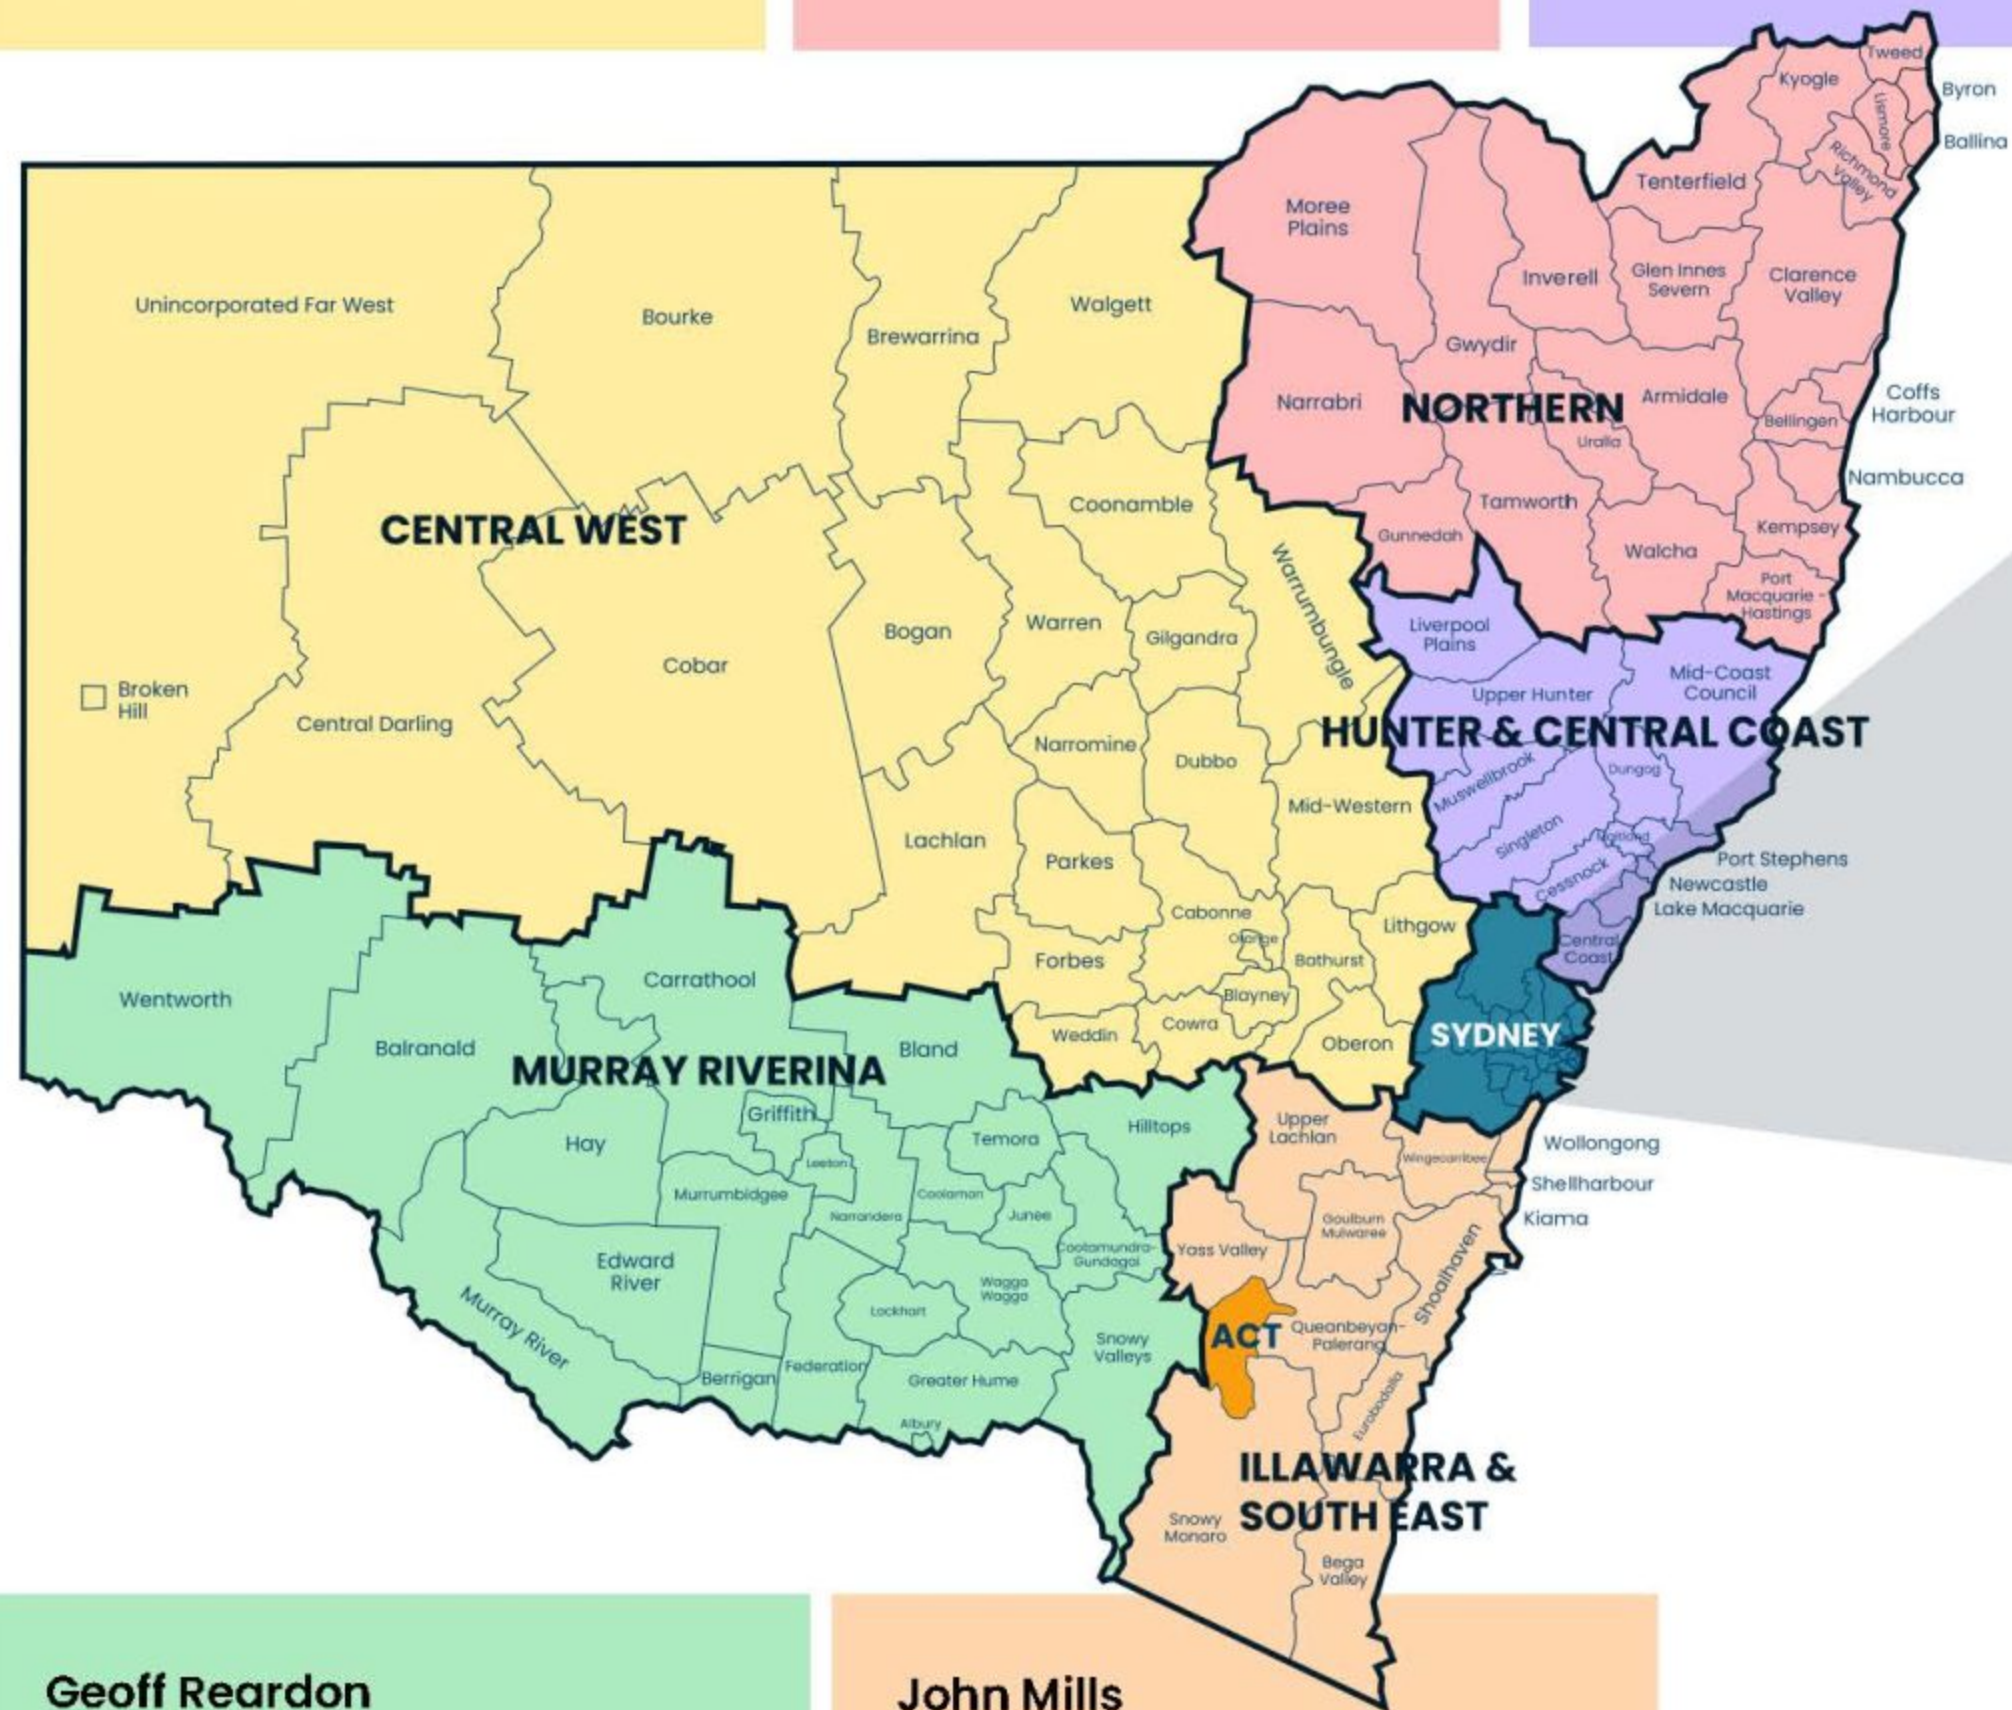 Tweed
Kyogle
Byron
Lismore
Ballina
Richmond
Valley
Tenterfield
Moree
Plains
Inverell
Glen Innes
Severn
Clarence
Valley
Unincorporated Far West
Bourke
Brewarrina
Walgett
Gwydir
Narrabri
NORTHERN
Armidale
Uralla
Bellingen
Coffs
Harbour
Nambucca
CENTRAL WEST
Coonamble
Tamworth
Gunnedah
Walcha
Kempsey
Port
Macquarie -
Hastings
Warrumbungle
Bogan
Warren
Gilgandra
Liverpool
Plains
Cobar
Broken
Hill
Central Darling
Upper Hunter
Mid-Coast
Council
HUNTER & CENTRAL COAST
Narromine
Dubbo
Mid-Western
Muswellbrook
Dungog
Singleton
Maitland
Cessnock
Lachlan
Parkes
Port Stephens
Newcastle
Lake Macquarie
Cabonne
Orange
Lithgow
Central
Coast
Forbes
Bathurst
Blayney
Weddin
Cowra
Oberon
SYDNEY
Wentworth
Carrathool
Balranald
MURRAY RIVERINA
Bland
Griffith
Hay
Temora
Hilltops
Upper
Lachlan
Leeton
Wingecarribee
Wollongong
Murrumbidgee
Coolamon
Shellharbour
Narrandera
Junee
Kiama
Goulburn
Mulwaree
Cootamundra-
Gundagai
Yass Valley
Shoalhaven
Edward
River
Wagga
Wagga
Murray River
Lockhart
ACT
Queanbeyan-
Palerang
Snowy
Valleys
Berrigan
Federation
Greater Hume
Albury
Eurobodalla
ILLAWARRA &
SOUTH EAST
Snowy
Monaro
Bega
Valley
Geoff Reardon
John Mills